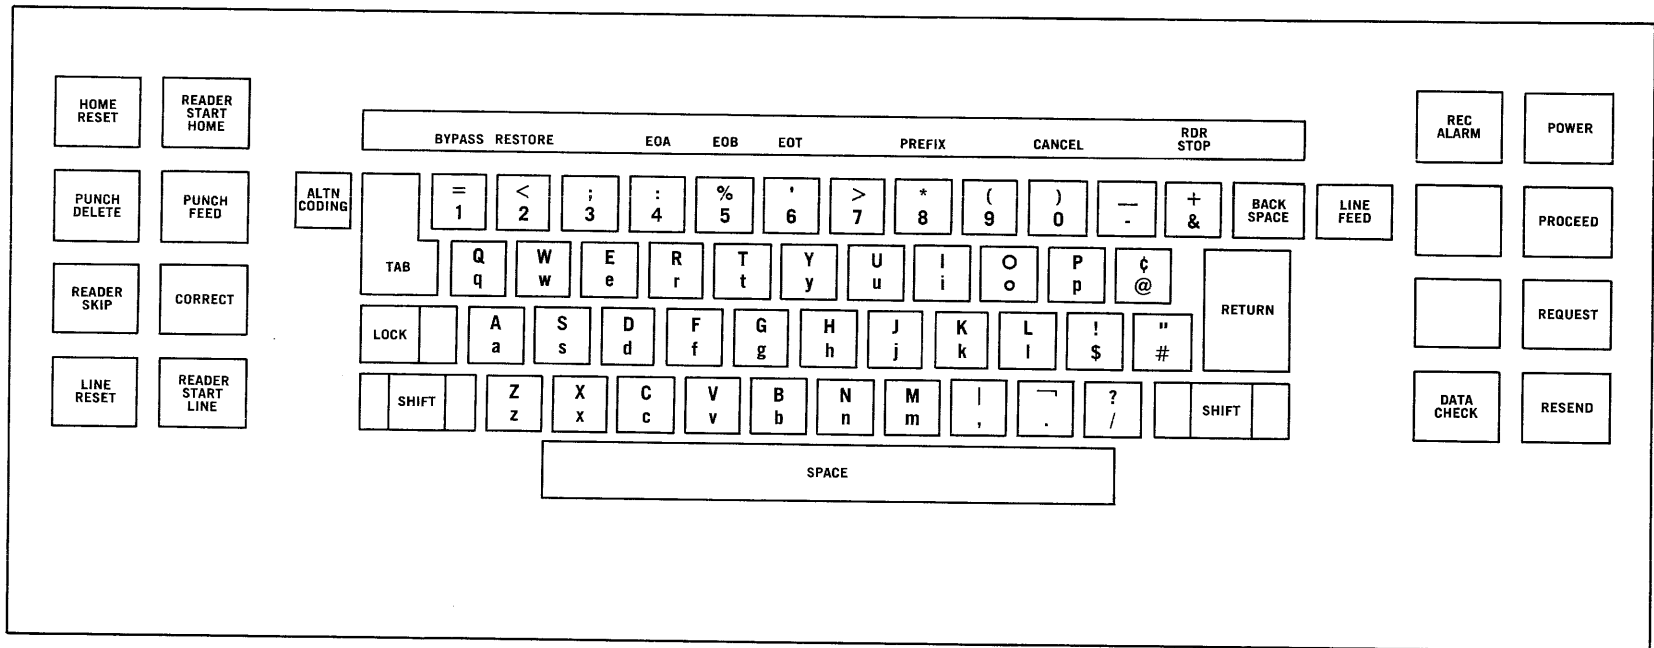 HOME
RESET
READER
START
HOME
PUNCH
DELETE
PUNCH
FEED
READER
SKIP
CORRECT
LINE
RESET
READER
START
LINE
BYPASS RESTORE EOA EOB EOT PREFIX CANCEL RDR
STOP
ALTN
CODING
TAB
= < ; : % ' > * ( ) — +
1 2 3 4 5 6 7 8 9 0 - &
BACK
SPACE
LINE
FEED
Q W E R T Y U I O P ¢
q w e r t y u i o p @
RETURN
LOCK
A S D F G H J K L ! "
a s d f g h j k l $ #
SHIFT
Z X C V B N M | ¬ ?
z x c v b n m , . /
SHIFT
SPACE
REC
ALARM
POWER
PROCEED
REQUEST
DATA
CHECK
RESEND